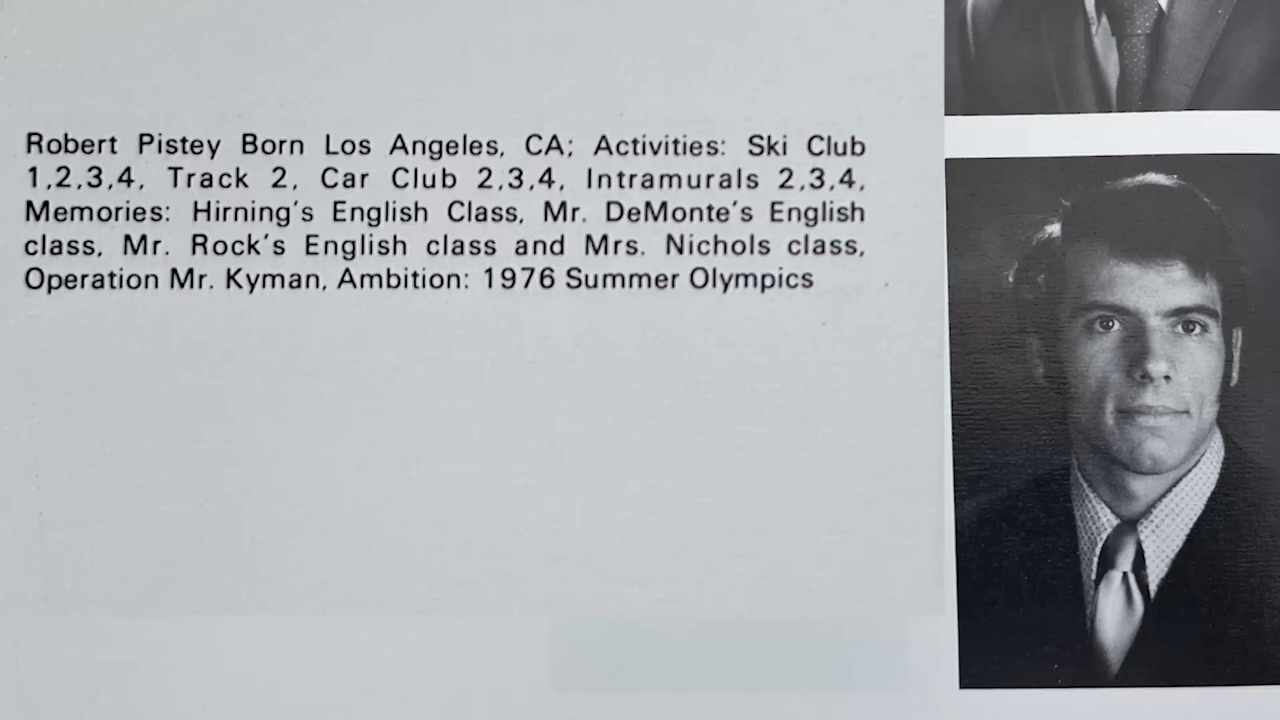 Robert Pistey Born Los Angeles, CA; Activities: Ski Club
1,2,3,4, Track 2, Car Club 2,3,4, Intramurals 2,3,4,
Memories: Hirning's English Class, Mr. DeMonte's English
class, Mr. Rock's English class and Mrs. Nichols class,
Operation Mr. Kyman, Ambition: 1976 Summer Olympics